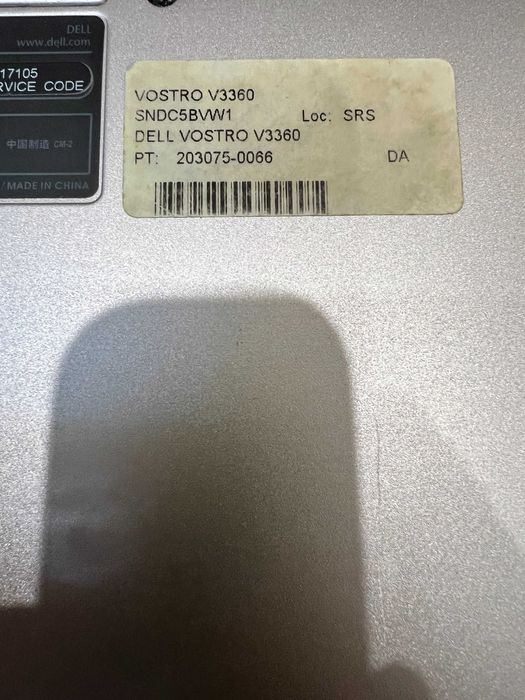 DELL
www.dell.com
17105
RVICE CODE
中国制造 CM-2
/ MADE IN CHINA
VOSTRO V3360
SNDC5BVW1 Loc: SRS
DELL VOSTRO V3360
PT: 203075-0066 DA